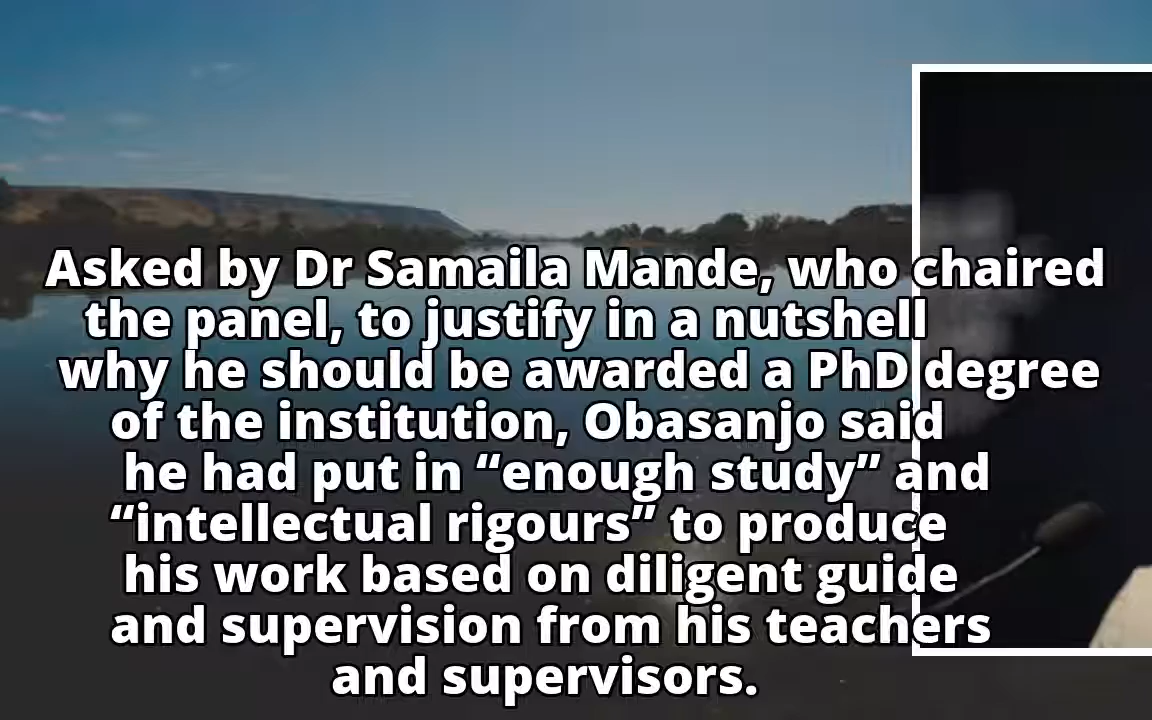 Asked by Dr Samaila Mande, who chaired
the panel, to justify in a nutshell
why he should be awarded a PhD degree
of the institution, Obasanjo said
he had put in “enough study” and
“intellectual rigours” to produce
his work based on diligent guide
and supervision from his teachers
and supervisors.